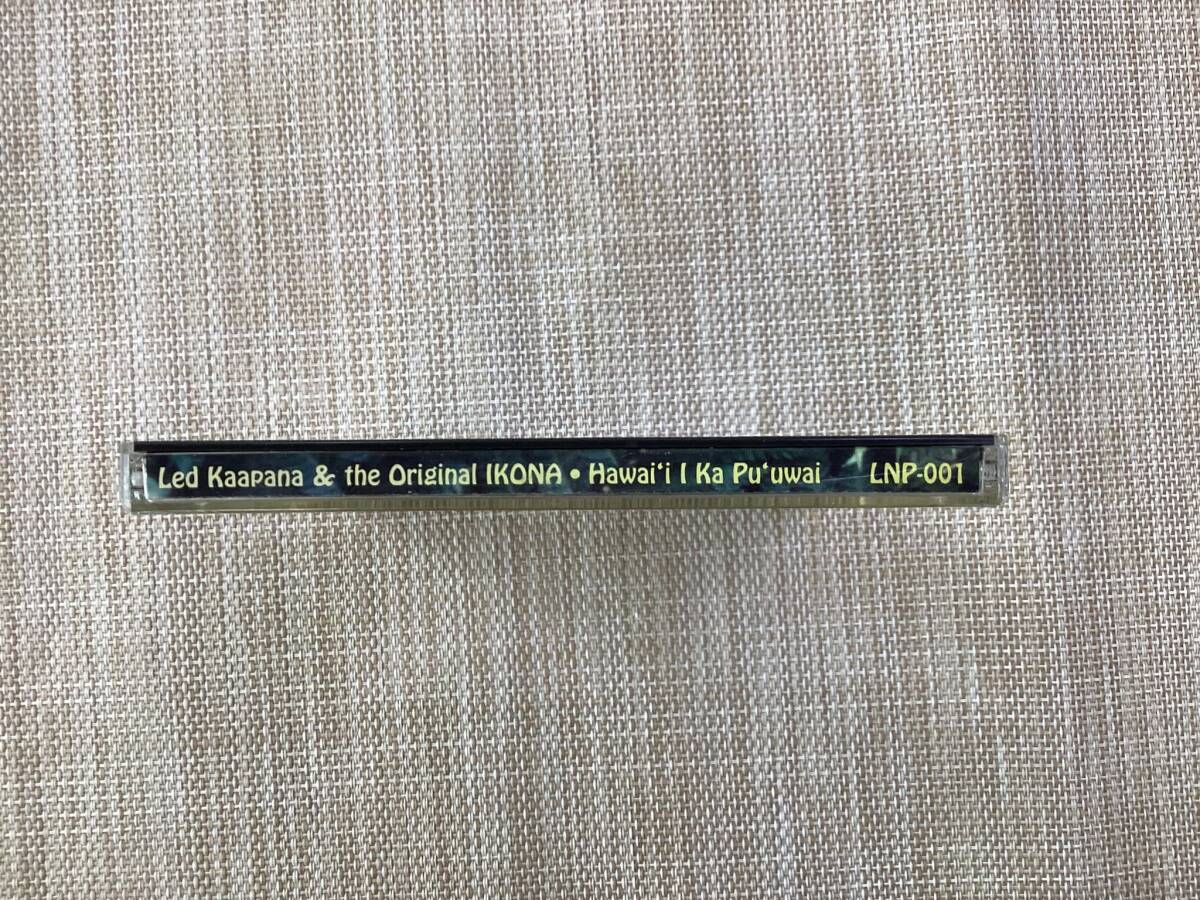 Led Kaapana & the Original IKONA • Hawai‘i I Ka Pu‘uwai LNP-001